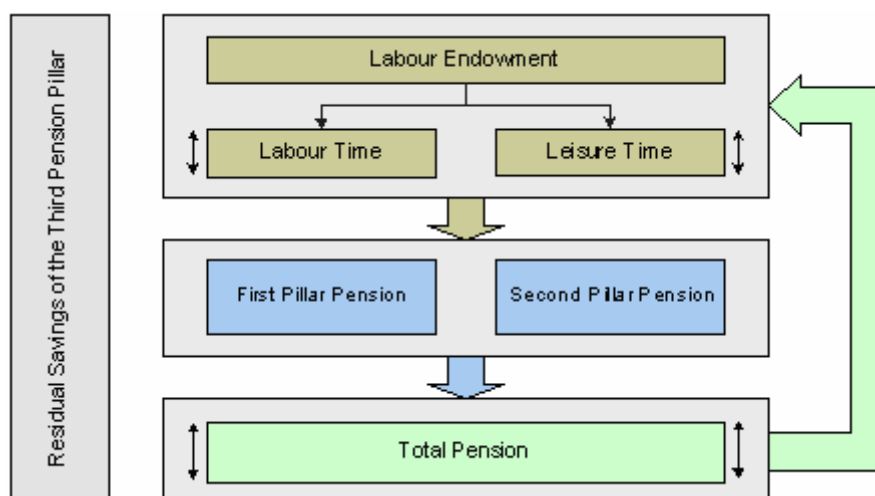 Residual Savings of the Third Pension Pillar
Labour Endowment
Labour Time
Leisure Time
First Pillar Pension
Second Pillar Pension
Total Pension